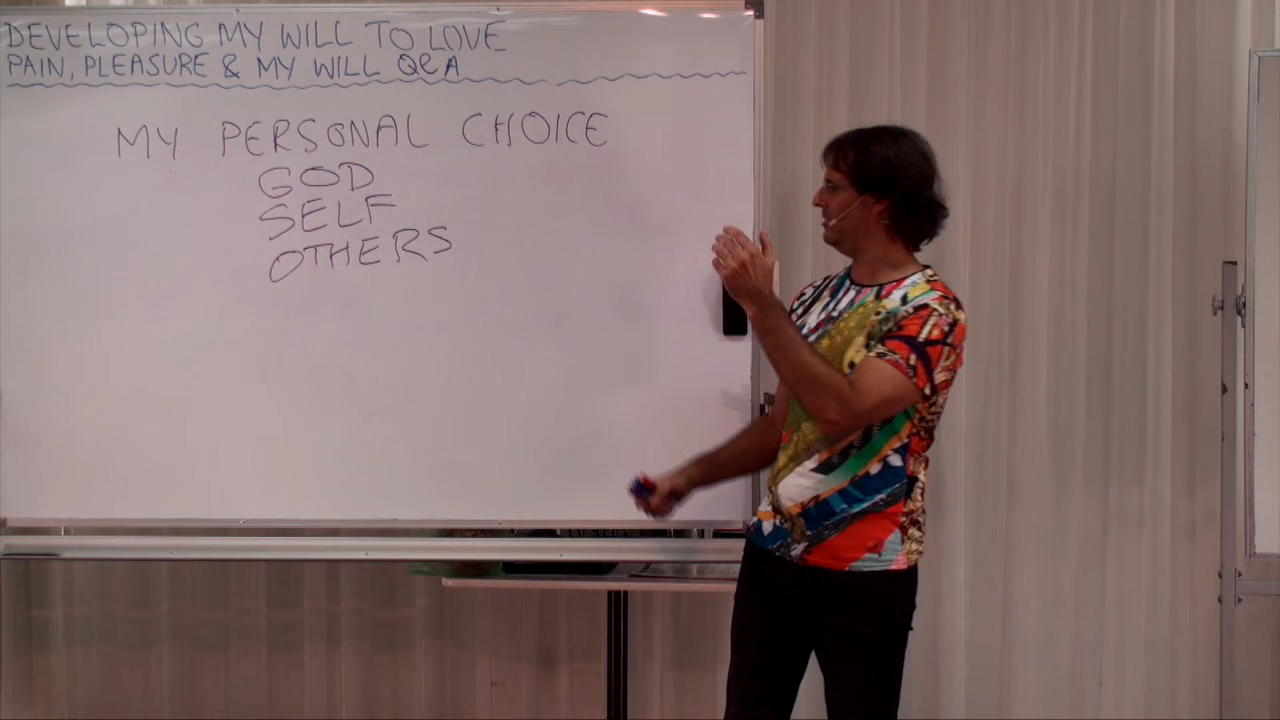 DEVELOPING MY WILL TO LOVE
PAIN, PLEASURE & MY WILL Q&A
MY PERSONAL CHOICE
GOD
SELF
OTHERS